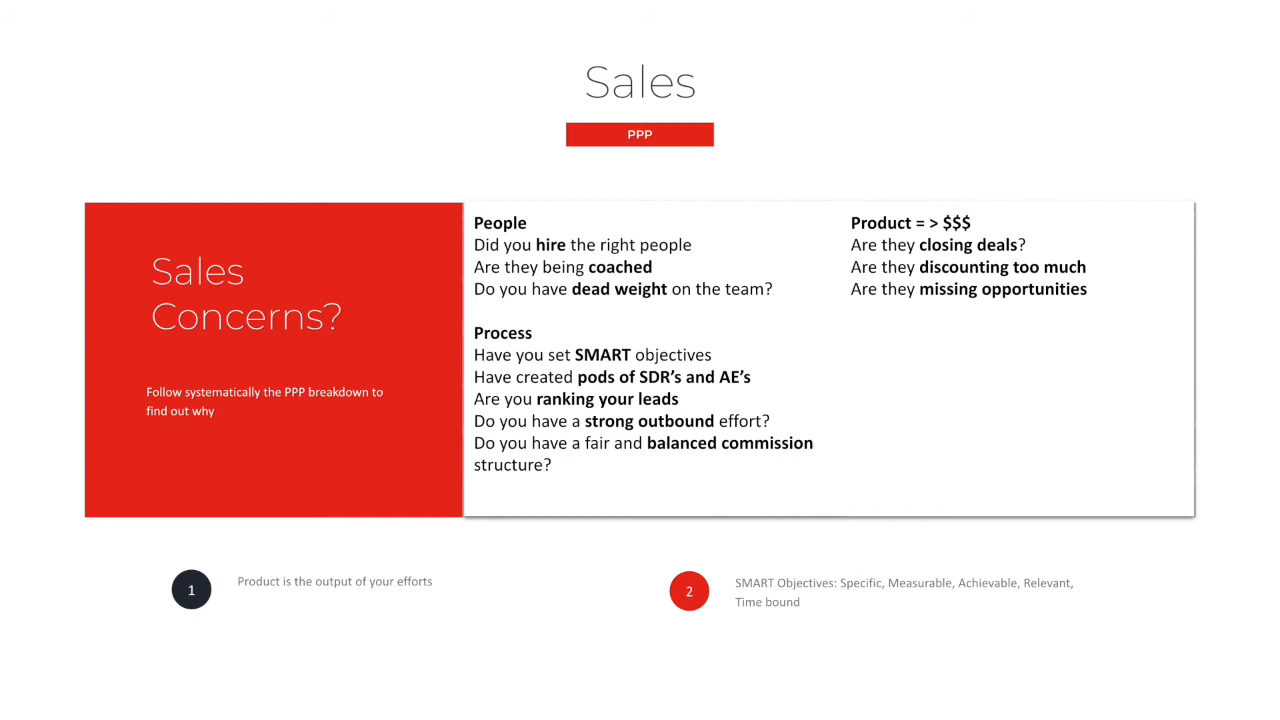 Sales
PPP
Sales
Concerns?
Follow systematically the PPP breakdown to
find out why
People
Did you hire the right people
Are they being coached
Do you have dead weight on the team?
Process
Have you set SMART objectives
Have created pods of SDR's and AE's
Are you ranking your leads
Do you have a strong outbound effort?
Do you have a fair and balanced commission
structure?
Product = > $$$
Are they closing deals?
Are they discounting too much
Are they missing opportunities
1
Product is the output of your efforts
2
SMART Objectives: Specific, Measurable, Achievable, Relevant,
Time bound